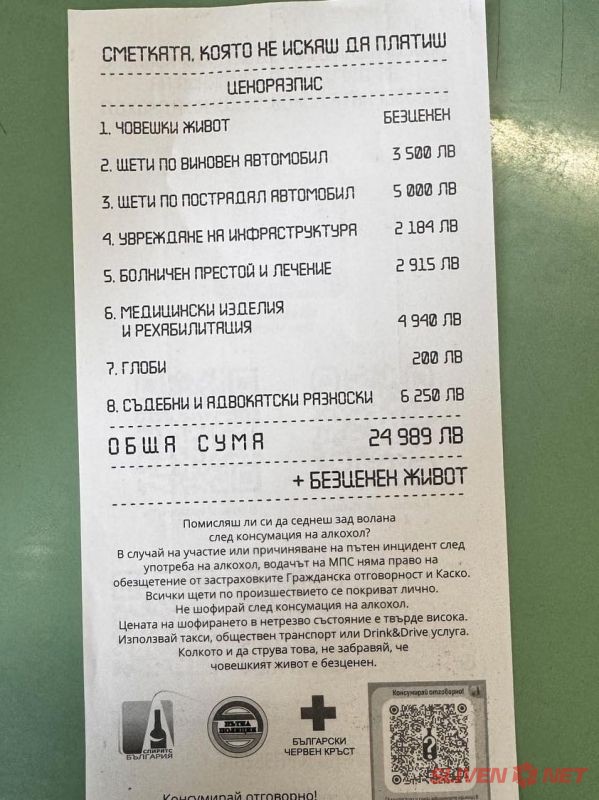 СМЕТКАТА, КОЯТО НЕ ИСКАШ ДА ПЛАТИШ
ЦЕНОРАЗПИС
1. ЧОВЕШКИ ЖИВОТ БЕЗЦЕНЕН
2. ЩЕТИ ПО ВИНОВЕН АВТОМОБИЛ 3 500 ЛВ
3. ЩЕТИ ПО ПОСТРАДАЛ АВТОМОБИЛ 5 000 ЛВ
4. УВРЕЖДАНЕ НА ИНФРАСТРУКТУРА 2 184 ЛВ
5. БОЛНИЧЕН ПРЕСТОЙ И ЛЕЧЕНИЕ 2 915 ЛВ
6. МЕДИЦИНСКИ ИЗДЕЛИЯ
И РЕХАБИЛИТАЦИЯ 4 940 ЛВ
7. ГЛОБИ 200 ЛВ
8. СЪДЕБНИ И АДВОКАТСКИ РАЗНОСКИ 6 250 ЛВ
ОБЩА СУМА 24 989 ЛВ
+ БЕЗЦЕНЕН ЖИВОТ
Помисляш ли си да седнеш зад волана
след консумация на алкохол?
В случай на участие или причиняване на пътен инцидент след
употреба на алкохол, водачът на МПС няма право на
обезщетение от застраховките Гражданска отговорност и Каско.
Всички щети по произшествието се покриват лично.
Не шофирай след консумация на алкохол.
Цената на шофирането в нетрезво състояние е твърде висока.
Използвай такси, обществен транспорт или Drink&Drive услуга.
Колкото и да струва това, не забравяй, че
човешкият живот е безценен.
Консумирай отговорно!
СПИРИТС
БЪЛГАРИЯ
ПЪТНА
ПОЛИЦИЯ
БЪЛГАРСКИ
ЧЕРВЕН КРЪСТ
SLIVEN NET
Консумирай отговорно!